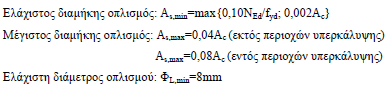 Ελάχιστος διαμήκης οπλισμός: As,min=max{0,10NEd/fyd; 0,002Ac}
Μέγιστος διαμήκης οπλισμός: As,max=0,04Ac (εκτός περιοχών υπερκάλυψης)
As,max=0,08Ac (εντός περιοχών υπερκάλυψης)
Ελάχιστη διάμετρος οπλισμού: ΦL,min=8mm